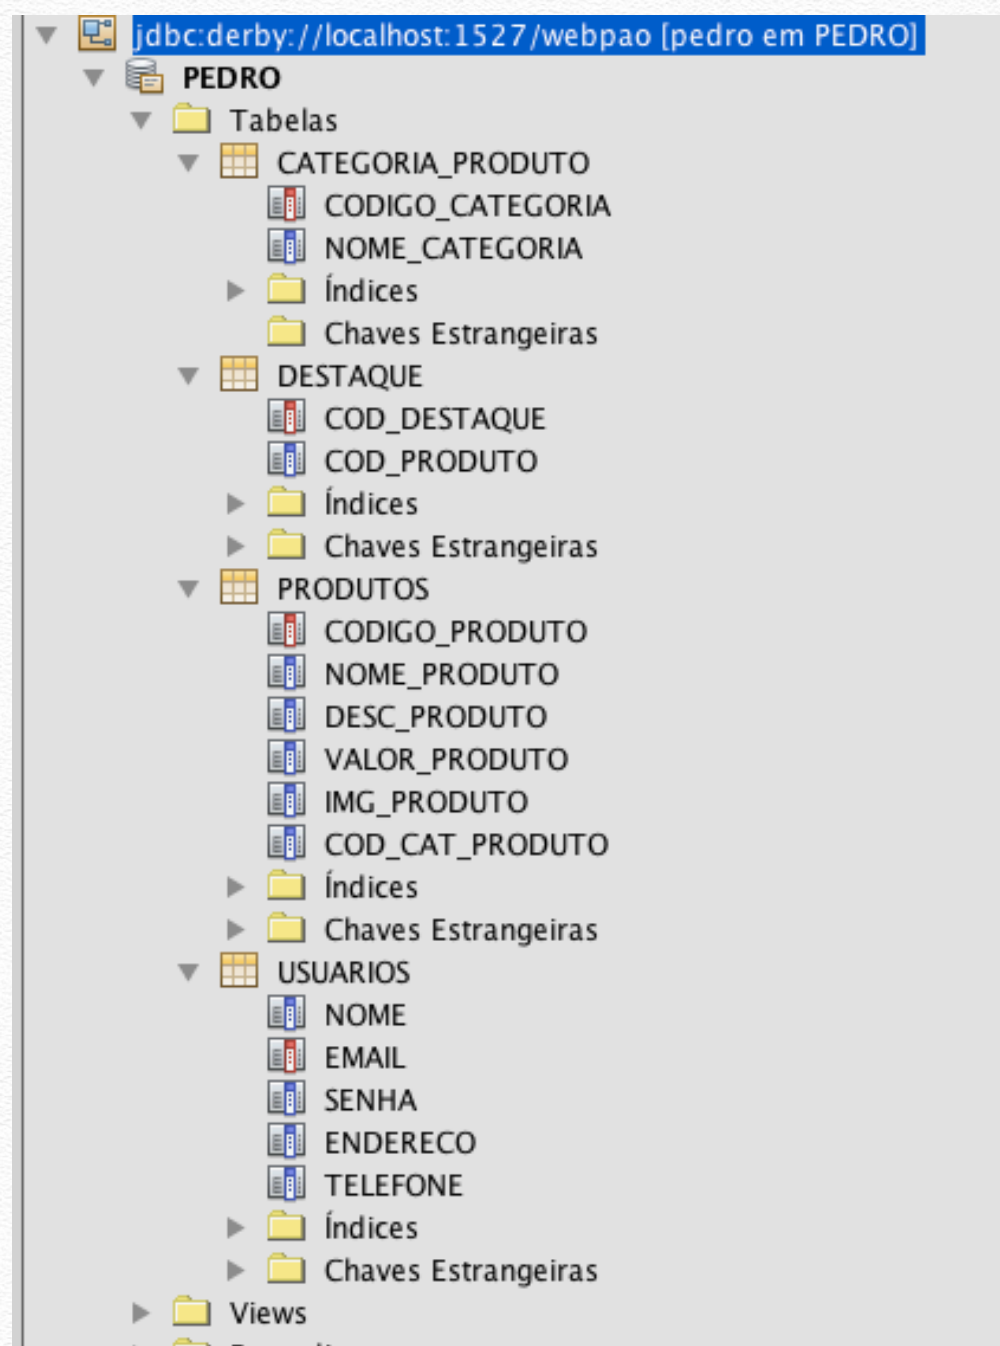 jdbc:derby://localhost:1527/webpao [pedro em PEDRO]
PEDRO
Tabelas
CATEGORIA_PRODUTO
CODIGO_CATEGORIA
NOME_CATEGORIA
Índices
Chaves Estrangeiras
DESTAQUE
COD_DESTAQUE
COD_PRODUTO
Índices
Chaves Estrangeiras
PRODUTOS
CODIGO_PRODUTO
NOME_PRODUTO
DESC_PRODUTO
VALOR_PRODUTO
IMG_PRODUTO
COD_CAT_PRODUTO
Índices
Chaves Estrangeiras
USUARIOS
NOME
EMAIL
SENHA
ENDERECO
TELEFONE
Índices
Chaves Estrangeiras
Views